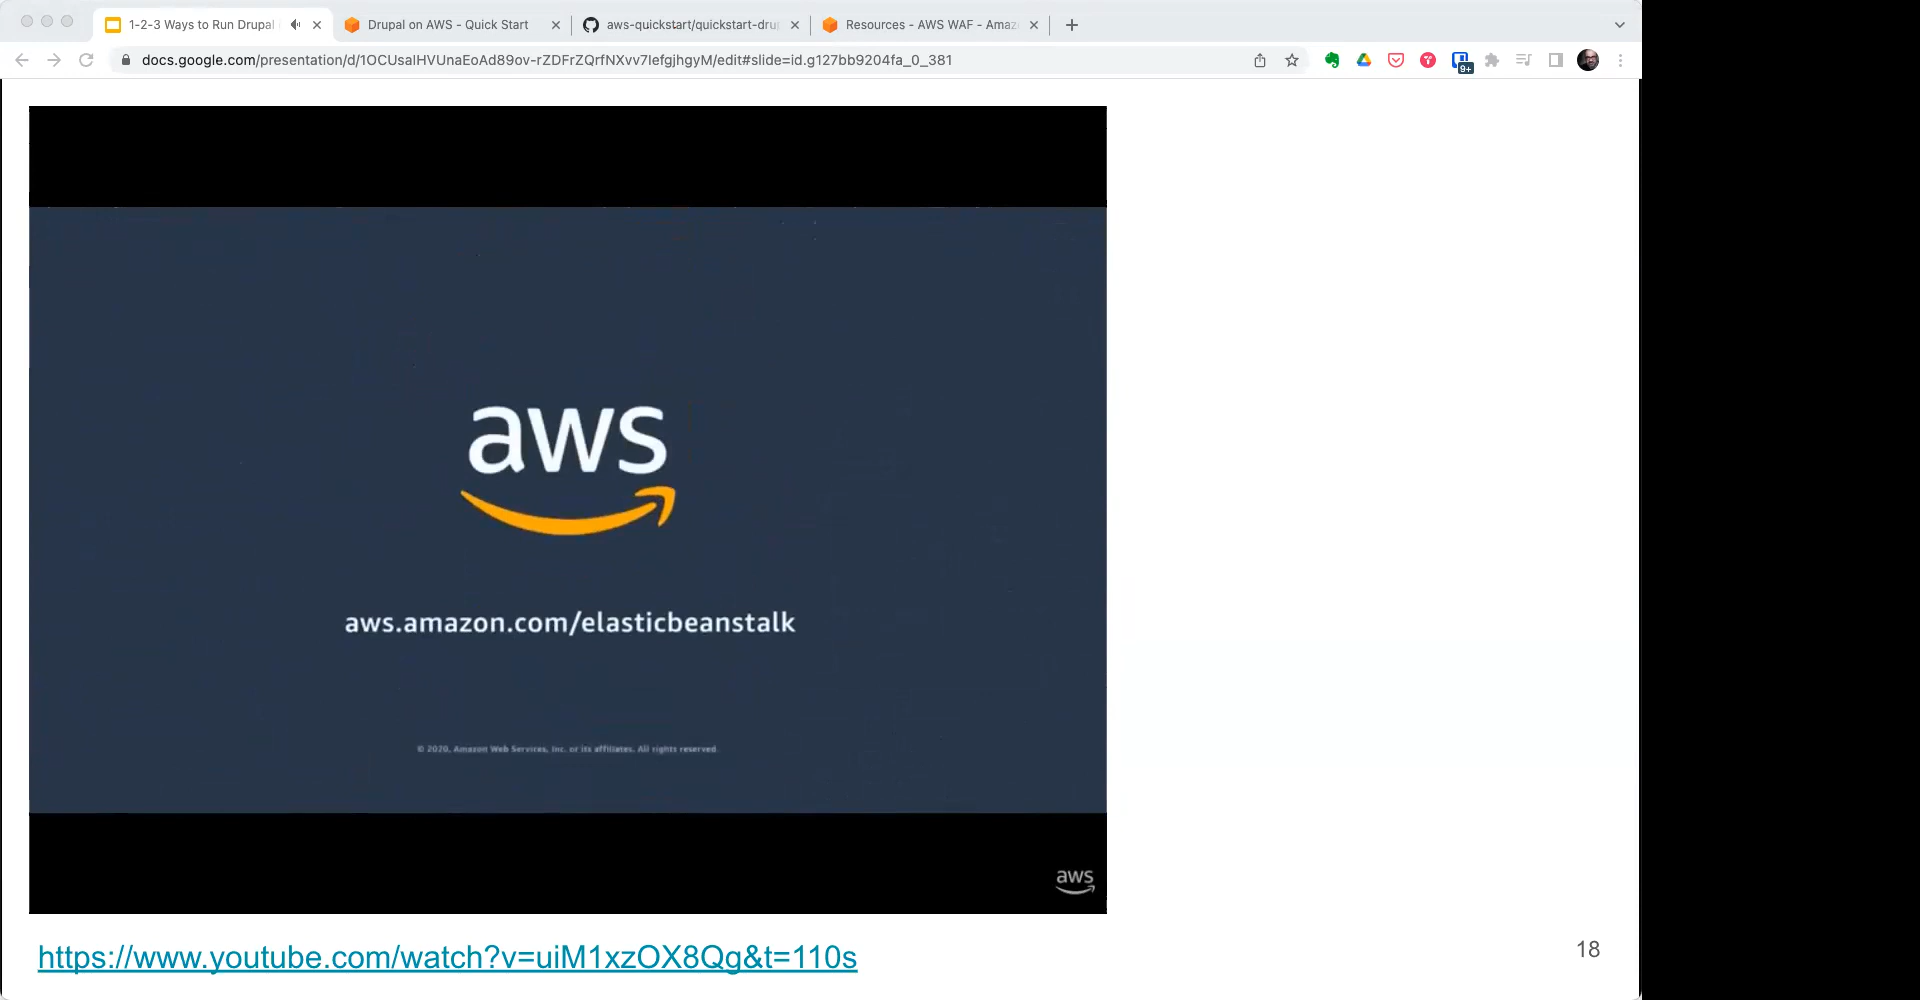 1-2-3 Ways to Run Drupal
Drupal on AWS - Quick Start
aws-quickstart/quickstart-dru
Resources - AWS WAF - Amaz
docs.google.com/presentation/d/1OCUsalHVUnaEoAd89ov-rZDFrZQrfNXvv7lefgjhgyM/edit#slide=id.g127bb9204fa_0_381
9+
aws
aws.amazon.com/elasticbeanstalk
© 2020, Amazon Web Services, Inc. or its affiliates. All rights reserved.
aws
https://www.youtube.com/watch?v=uiM1xzOX8Qg&t=110s
18